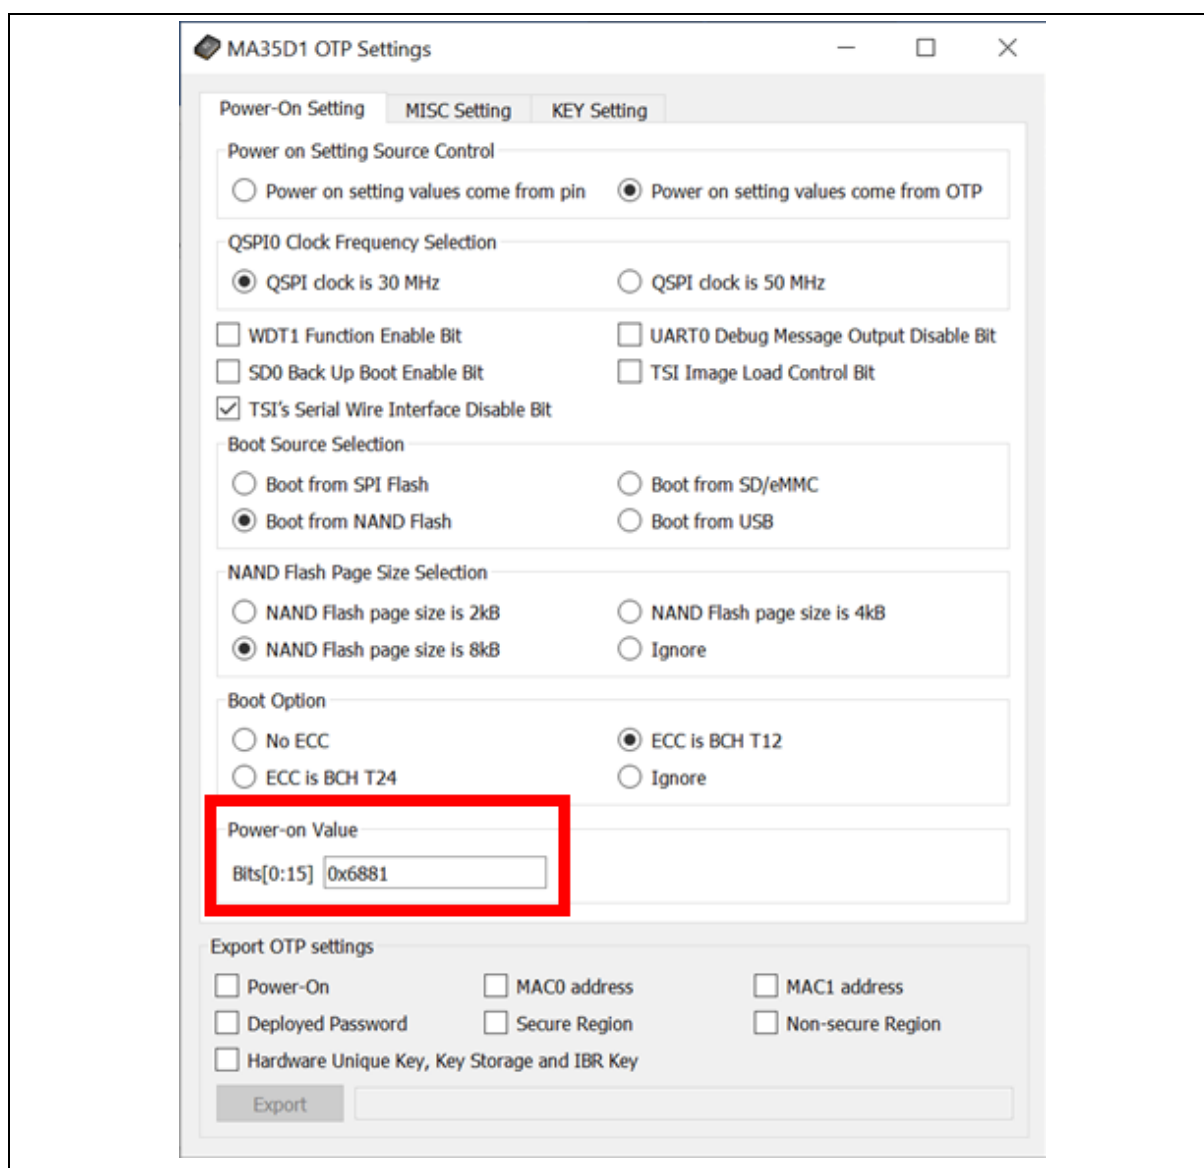 MA35D1 OTP Settings
Power-On Setting MISC Setting KEY Setting
Power on Setting Source Control
Power on setting values come from pin Power on setting values come from OTP
QSPI0 Clock Frequency Selection
QSPI clock is 30 MHz QSPI clock is 50 MHz
WDT1 Function Enable Bit UART0 Debug Message Output Disable Bit
SD0 Back Up Boot Enable Bit TSI Image Load Control Bit
TSI's Serial Wire Interface Disable Bit
Boot Source Selection
Boot from SPI Flash Boot from SD/eMMC
Boot from NAND Flash Boot from USB
NAND Flash Page Size Selection
NAND Flash page size is 2kB NAND Flash page size is 4kB
NAND Flash page size is 8kB Ignore
Boot Option
No ECC ECC is BCH T12
ECC is BCH T24 Ignore
Power-on Value
Bits[0:15] 0x6881
Export OTP settings
Power-On MAC0 address MAC1 address
Deployed Password Secure Region Non-secure Region
Hardware Unique Key, Key Storage and IBR Key
Export